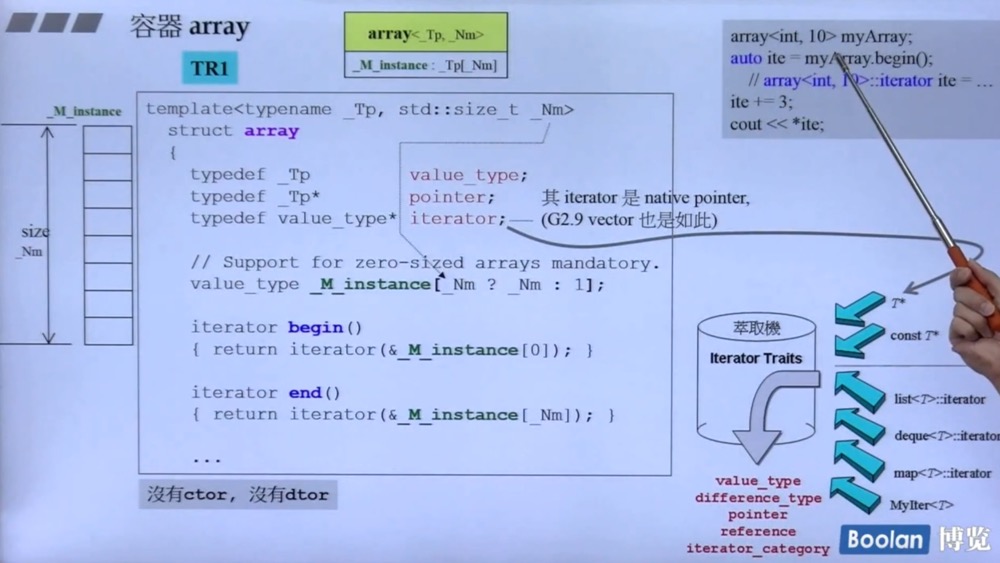 容器 array
TR1
array<_Tp, _Nm>
_M_instance : _Tp[_Nm]
array<int, 10> myArray;
auto ite = myArray.begin();
// array<int, 10>::iterator ite = …
ite += 3;
cout << *ite;
_M_instance
size
_Nm
template<typename _Tp, std::size_t _Nm>
struct array
{
typedef _Tp value_type;
typedef _Tp* pointer;
typedef value_type* iterator;
其 iterator 是 native pointer,
(G2.9 vector 也是如此)
// Support for zero-sized arrays mandatory.
value_type _M_instance[_Nm ? _Nm : 1];
iterator begin()
{ return iterator(&_M_instance[0]); }
iterator end()
{ return iterator(&_M_instance[_Nm]); }
...
沒有ctor, 沒有dtor
萃取機
Iterator Traits
T*
const T*
list<T>::iterator
deque<T>::iterator
map<T>::iterator
MyIter<T>
value_type
difference_type
pointer
reference
iterator_category
Boolan 博览